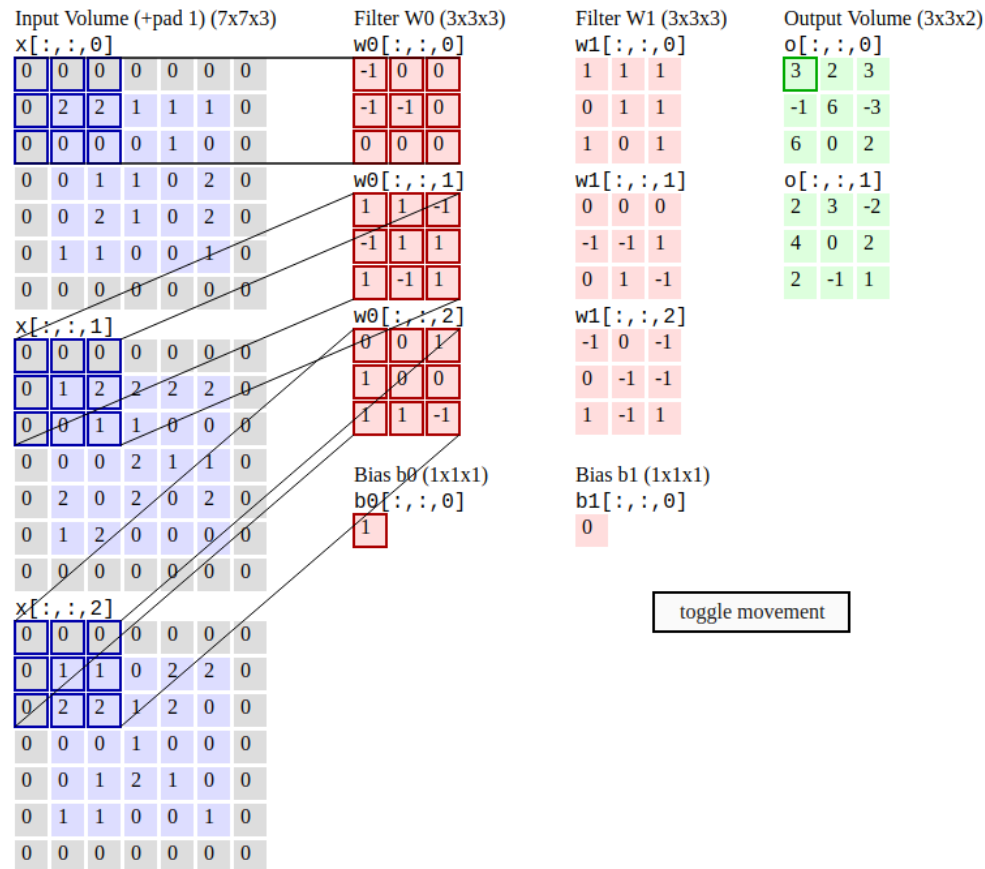 Input Volume (+pad 1) (7x7x3) Filter W0 (3x3x3) Filter W1 (3x3x3) Output Volume (3x3x2)
x[:,:,0] w0[:,:,0] w1[:,:,0] o[:,:,0]
0 0 0 0 0 0 0 -1 0 0 1 1 1 3 2 3
0 2 2 1 1 1 0 -1 -1 0 0 1 1 -1 6 -3
0 0 0 0 1 0 0 0 0 0 1 0 1 6 0 2
0 0 1 1 0 2 0 w0[:,:,1] w1[:,:,1] o[:,:,1]
0 0 2 1 0 2 0 1 1 -1 0 0 0 2 3 -2
0 1 1 0 0 1 0 -1 1 1 -1 -1 1 4 0 2
0 0 0 0 0 0 0 1 -1 1 0 1 -1 2 -1 1
x[:,:,1] w0[:,:,2] w1[:,:,2]
0 0 0 0 0 0 0 0 0 1 -1 0 -1
0 1 2 2 2 2 0 1 0 0 0 -1 -1
0 0 1 1 0 0 0 1 1 -1 1 -1 1
0 0 0 2 1 1 0 Bias b0 (1x1x1) Bias b1 (1x1x1)
0 2 0 2 0 2 0 b0[:,:,0] b1[:,:,0]
0 1 2 0 0 0 0 1 0
0 0 0 0 0 0 0
x[:,:,2] toggle movement
0 0 0 0 0 0 0
0 1 1 0 2 2 0
0 2 2 1 2 0 0
0 0 0 1 0 0 0
0 0 1 2 1 0 0
0 1 1 0 0 1 0
0 0 0 0 0 0 0